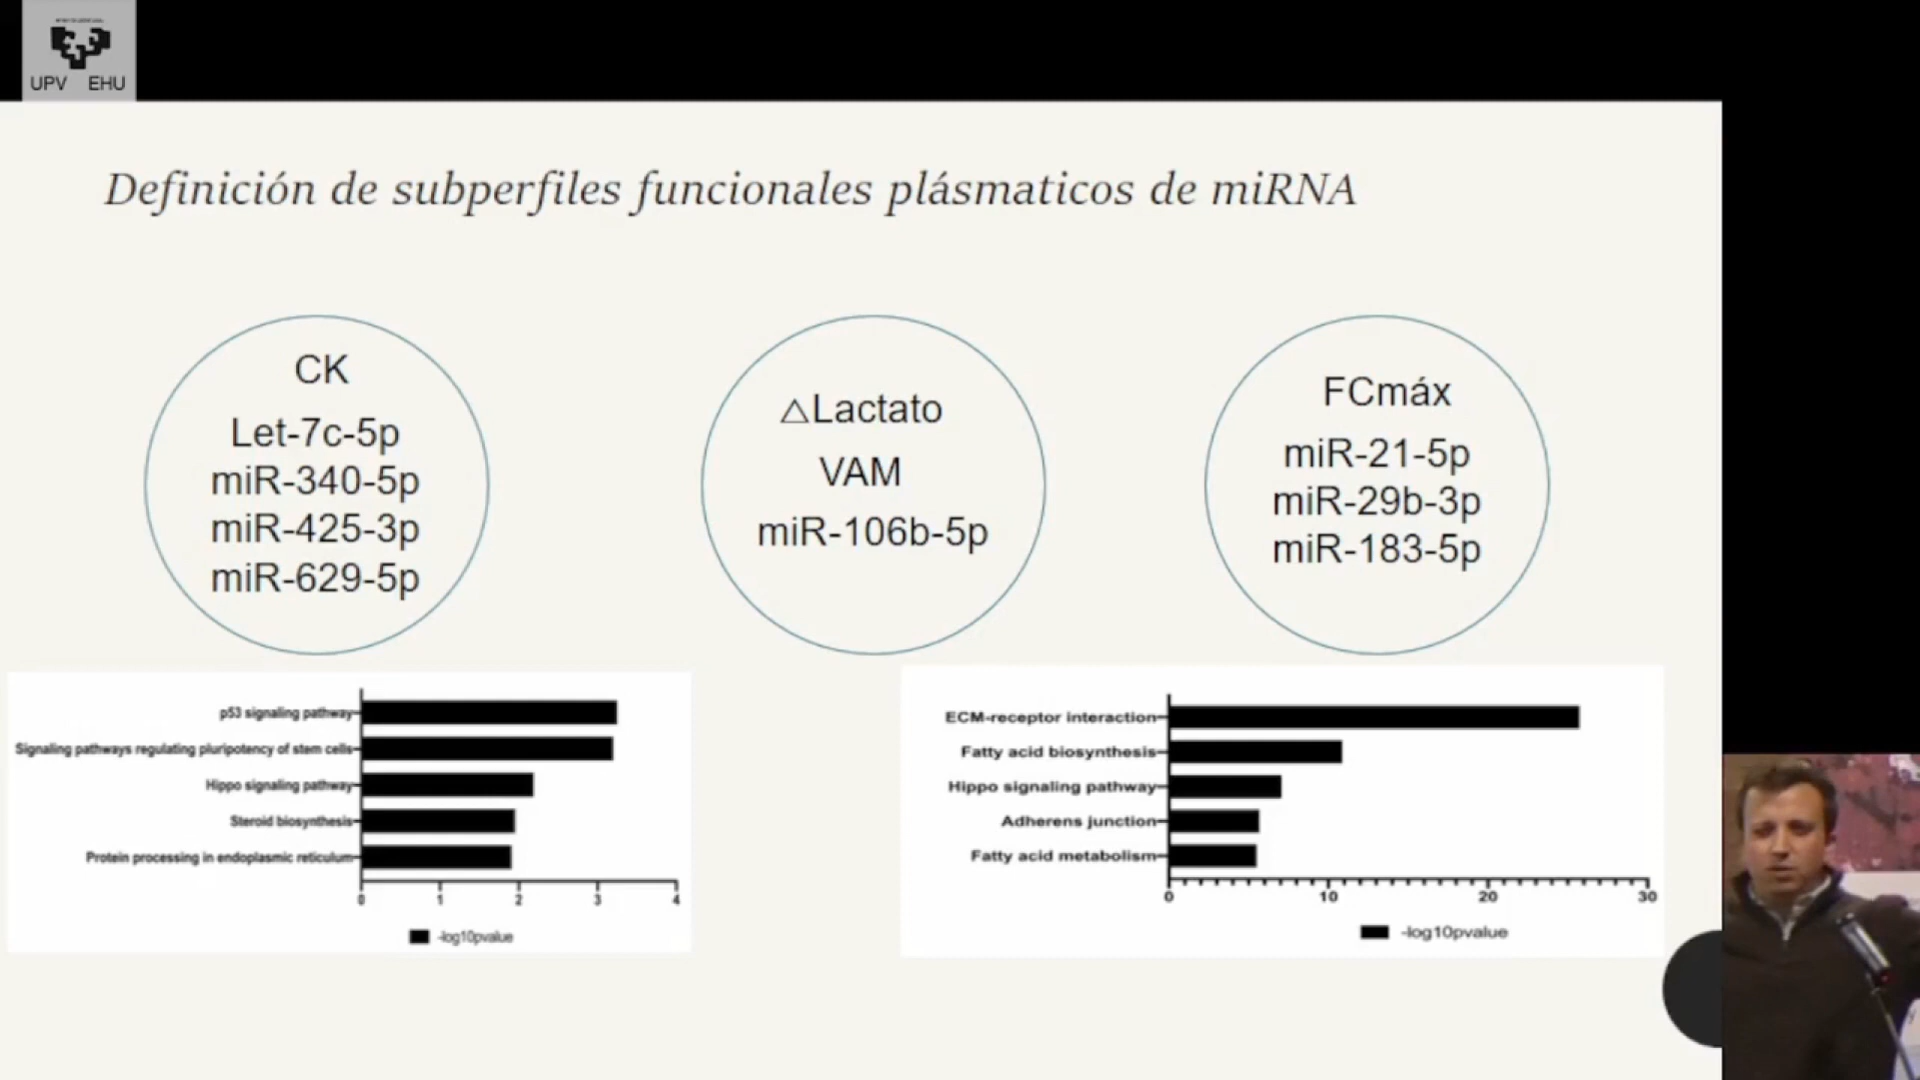 UPV EHU
Definición de subperfiles funcionales plásmaticos de miRNA
CK
Let-7c-5p
miR-340-5p
miR-425-3p
miR-629-5p
△Lactato
VAM
miR-106b-5p
FCmáx
miR-21-5p
miR-29b-3p
miR-183-5p
p53 signaling pathway
Signaling pathways regulating pluripotency of stem cells
Hippo signaling pathway
Steroid biosynthesis
Protein processing in endoplasmic reticulum
0 1 2 3 4
-log10pvalue
ECM-receptor interaction
Fatty acid biosynthesis
Hippo signaling pathway
Adherens junction
Fatty acid metabolism
0 10 20 30
-log10pvalue